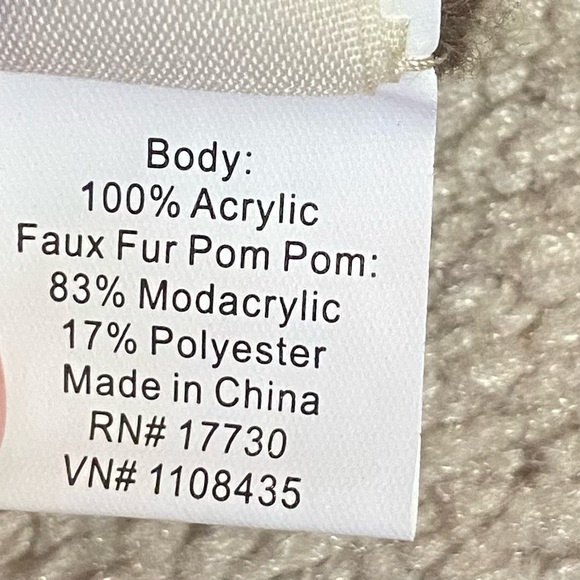 Body:
100% Acrylic
Faux Fur Pom Pom:
83% Modacrylic
17% Polyester
Made in China
RN# 17730
VN# 1108435